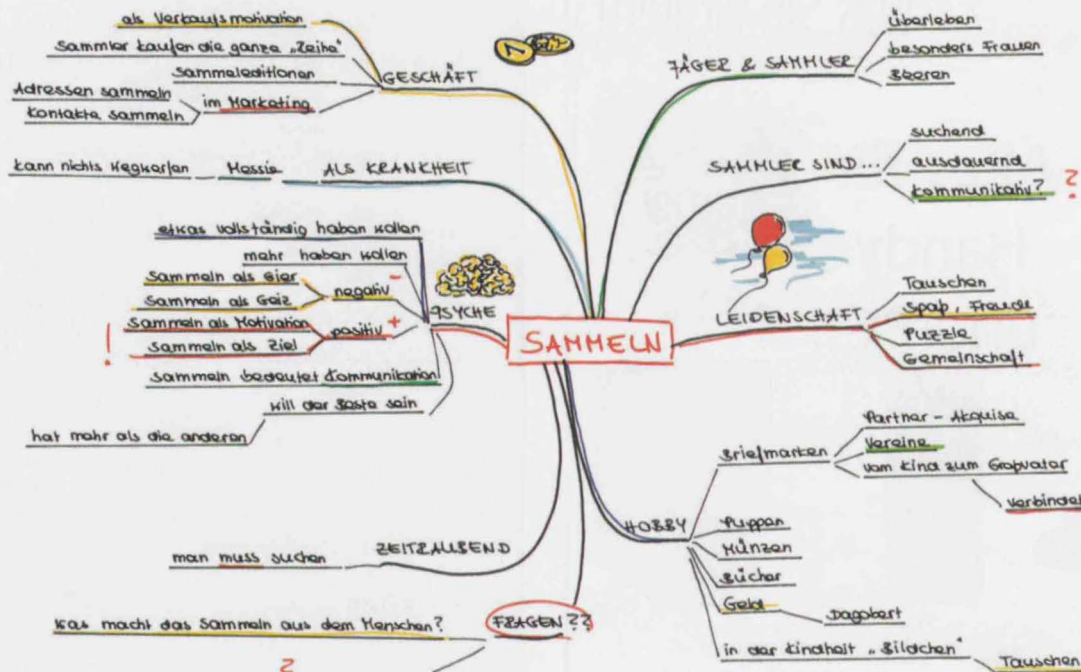 SAMMELN
GESCHÄFT
als Verkaufsmotivation
Sammler kaufen die ganze „Reihe"
Sammeleditionen
im Marketing
Adressen sammeln
Kontakte sammeln
ALS KRANKHEIT
Messie
kann nichts wegwerfen
PSYCHE
etwas vollständig haben wollen
mehr haben wollen
negativ -
Sammeln als Gier
Sammeln als Geiz
positiv +
Sammeln als Motivation
Sammeln als Ziel
!
Sammeln bedeutet Kommunikation
will der Beste sein
hat mehr als die anderen
ZEITRAUBEND
man muss suchen
FRAGEN??
Was macht das Sammeln aus dem Menschen?
?
JÄGER & SAMMLER
überleben
besonders Frauen
Beeren
SAMMLER SIND...
suchend
ausdauernd
kommunikativ?
?
LEIDENSCHAFT
Tauschen
Spaß, Freude
Puzzle
Gemeinschaft
HOBBY
Briefmarken
Partner - Akquise
Vereine
vom Kind zum Großvater
verbindet
Puppen
Münzen
Bücher
Geld
Dagobert
in der Kindheit „Bildchen"
Tauschen
1